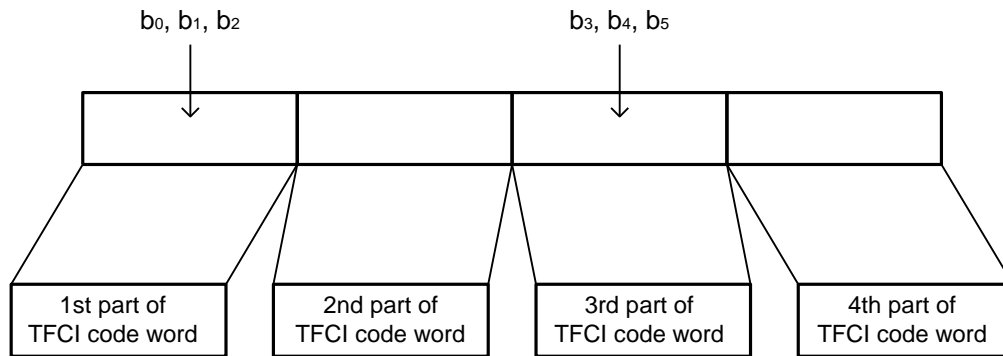 b0, b1, b2
b3, b4, b5
1st part of
TFCI code word
2nd part of
TFCI code word
3rd part of
TFCI code word
4th part of
TFCI code word